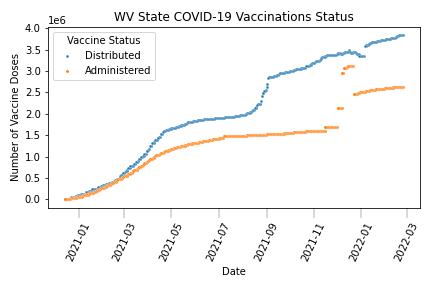 WV State COVID-19 Vaccinations Status
1e6
Vaccine Status
Distributed
Administered
Number of Vaccine Doses
4.0
3.5
3.0
2.5
2.0
1.5
1.0
0.5
0.0
2021-01
2021-03
2021-05
2021-07
2021-09
2021-11
2022-01
2022-03
Date